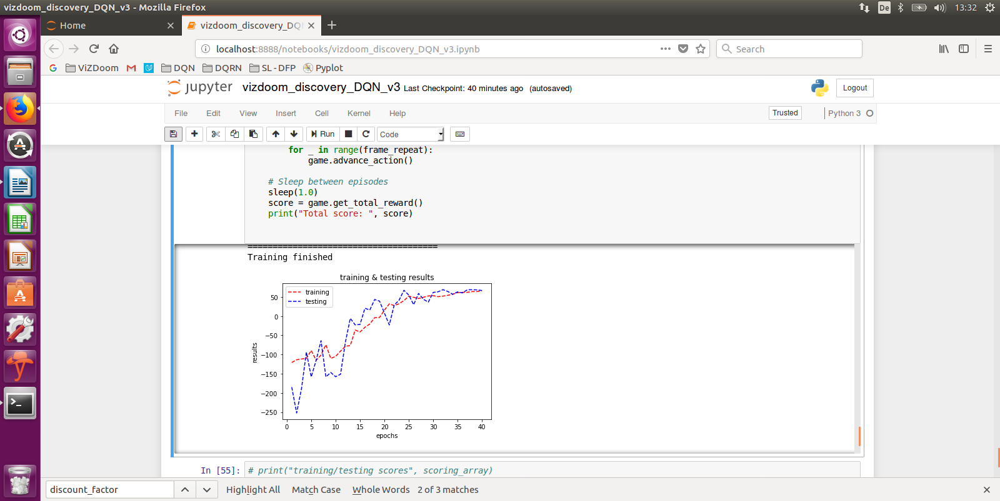 vizdoom_discovery_DQN_v3 - Mozilla Firefox
De
13:32
Home
vizdoom_discovery_DQ
localhost:8888/notebooks/vizdoom_discovery_DQN_v3.ipynb
Search
ViZDoom
DQN
DQRN
SL - DFP
Pyplot
jupyter
vizdoom_discovery_DQN_v3 Last Checkpoint: 40 minutes ago (autosaved)
Logout
File
Edit
View
Insert
Cell
Kernel
Help
Trusted
Python 3
Run
Code
for _ in range(frame_repeat):
game.advance_action()
# Sleep between episodes
sleep(1.0)
score = game.get_total_reward()
print("Total score: ", score)
======================================
Training finished
training & testing results
training
testing
50
0
−50
−100
−150
−200
−250
results
0 5 10 15 20 25 30 35 40
epochs
In [55]: # print("training/testing scores", scoring_array)
discount_factor
Highlight All
Match Case
Whole Words
2 of 3 matches